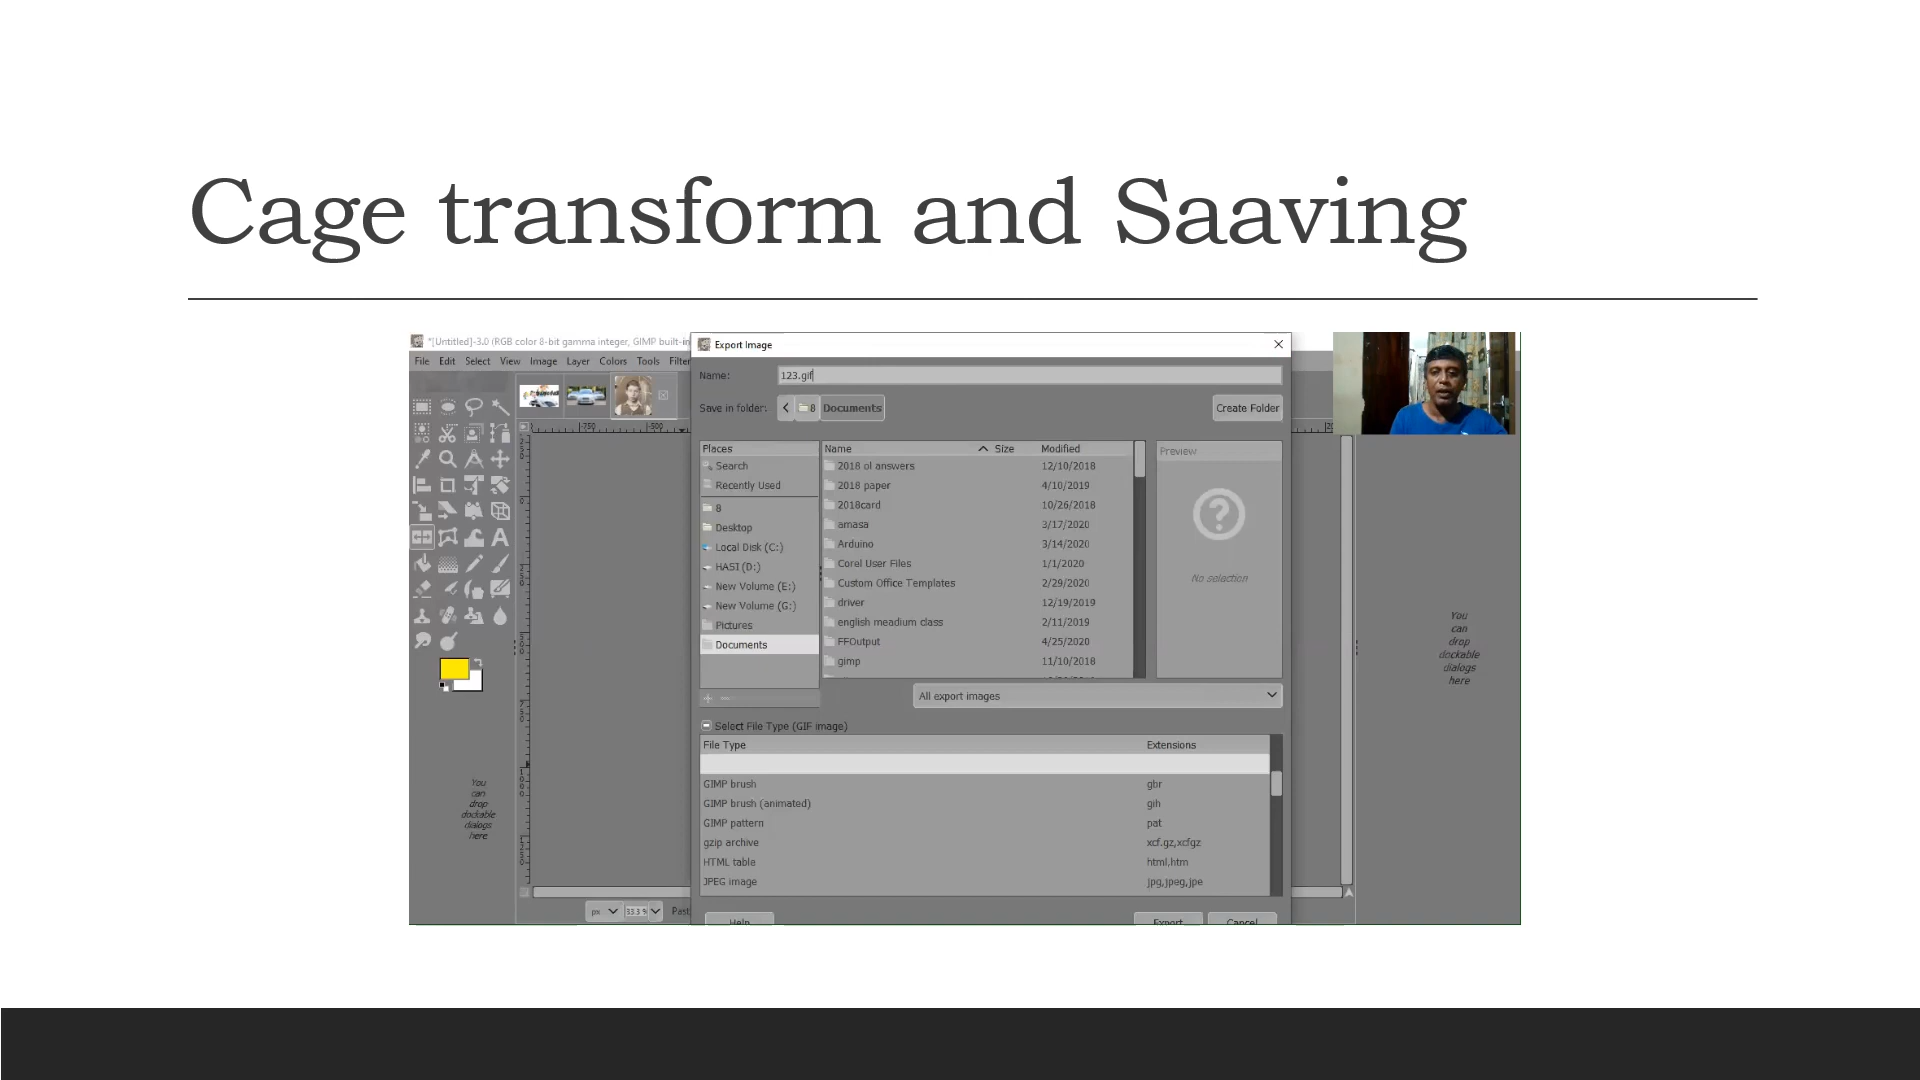 Cage transform and Saaving
*[Untitled]-3.0 (RGB color 8-bit gamma integer, GIMP built-in
File Edit Select View Image Layer Colors Tools Filter
Export Image
Name: 123.gif
Save in folder: 8 Documents Create Folder
-750 -500
Places
Search
Recently Used
8
Desktop
Local Disk (C:)
HASI (D:)
New Volume (E:)
New Volume (G:)
Pictures
Documents
Name Size Modified
2018 ol answers 12/10/2018
2018 paper 4/10/2019
2018card 10/26/2018
amasa 3/17/2020
Arduino 3/14/2020
Corel User Files 1/1/2020
Custom Office Templates 2/29/2020
driver 12/19/2019
english meadium class 2/11/2019
FFOutput 4/25/2020
gimp 11/10/2018
Preview
No selection
All export images
Select File Type (GIF image)
File Type Extensions
GIMP brush gbr
GIMP brush (animated) gih
GIMP pattern pat
gzip archive xcf.gz,xcfgz
HTML table html,htm
JPEG image jpg,jpeg,jpe
Help Export Cancel
You
can
drop
dockable
dialogs
here
You
can
drop
dockable
dialogs
here
px 33.3 % Past